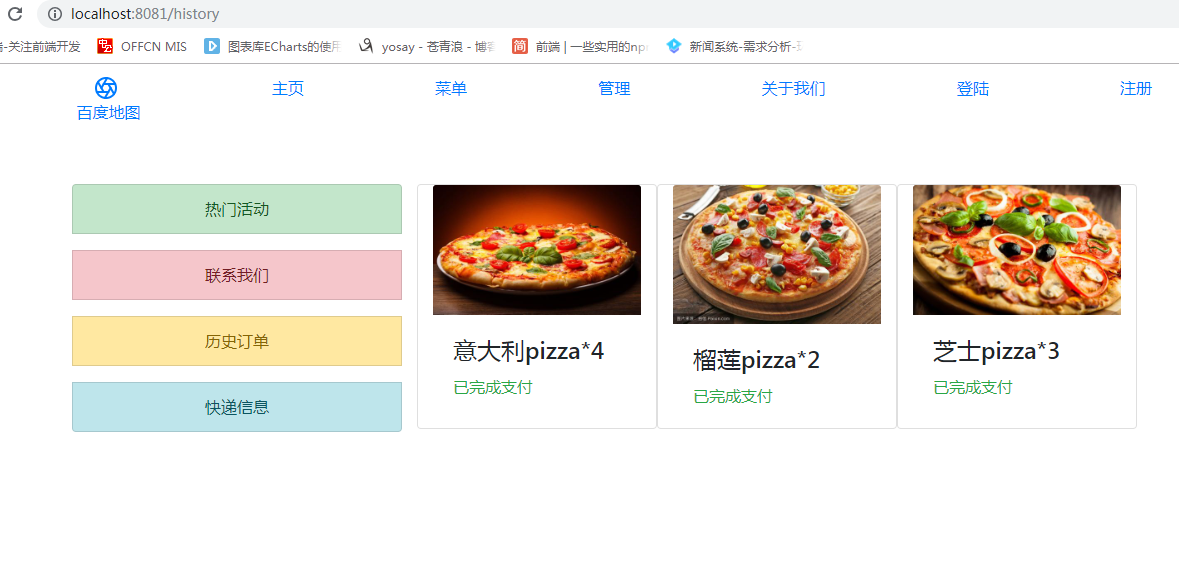 localhost:8081/history
-关注前端开发 OFFCN MIS 图表库ECharts的使用 yosay - 苍青浪 - 博客 前端 | 一些实用的np 新闻系统-需求分析-
百度地图 主页 菜单 管理 关于我们 登陆 注册
热门活动
联系我们
历史订单
快递信息
意大利pizza*4
已完成支付
榴莲pizza*2
已完成支付
芝士pizza*3
已完成支付